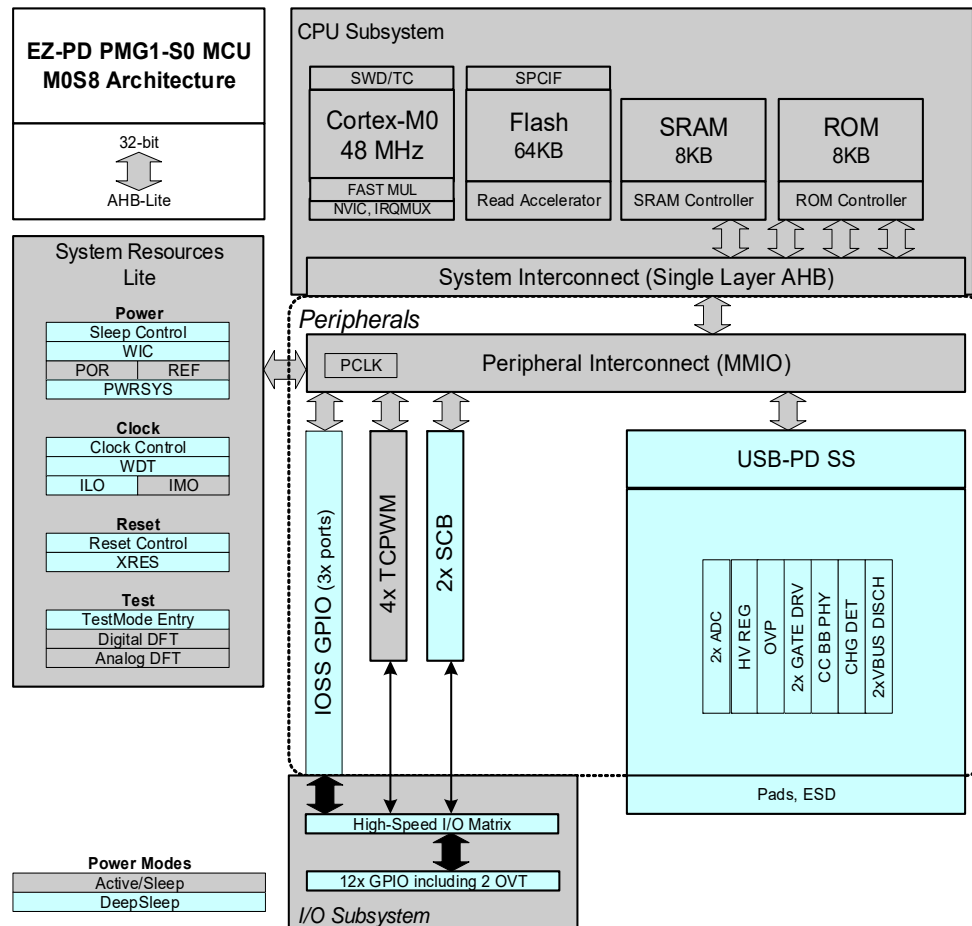 EZ-PD PMG1-S0 MCU
M0S8 Architecture
32-bit
AHB-Lite
CPU Subsystem
SWD/TC
Cortex-M0
48 MHz
FAST MUL
NVIC, IRQMUX
SPCIF
Flash
64KB
Read Accelerator
SRAM
8KB
SRAM Controller
ROM
8KB
ROM Controller
System Interconnect (Single Layer AHB)
System Resources
Lite
Power
Sleep Control
WIC
POR
REF
PWRSYS
Clock
Clock Control
WDT
ILO
IMO
Reset
Reset Control
XRES
Test
TestMode Entry
Digital DFT
Analog DFT
Peripherals
PCLK
Peripheral Interconnect (MMIO)
IOSS GPIO (3x ports)
4x TCPWM
2x SCB
USB-PD SS
2x ADC
HV REG
OVP
2x GATE DRV
CC BB PHY
CHG DET
2xVBUS DISCH
Pads, ESD
High-Speed I/O Matrix
12x GPIO including 2 OVT
I/O Subsystem
Power Modes
Active/Sleep
DeepSleep